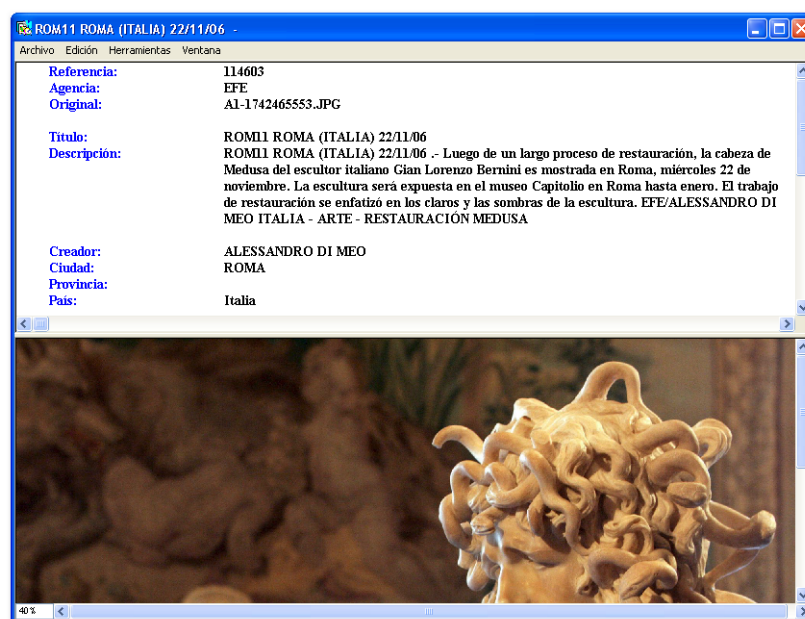 ROM11 ROMA (ITALIA) 22/11/06 -
Archivo Edición Herramientas Ventana
Referencia: 114603
Agencia: EFE
Original: A1-1742465553.JPG
Título: ROM11 ROMA (ITALIA) 22/11/06
Descripción: ROM11 ROMA (ITALIA) 22/11/06 .- Luego de un largo proceso de restauración, la cabeza de
Medusa del escultor italiano Gian Lorenzo Bernini es mostrada en Roma, miércoles 22 de
noviembre. La escultura será expuesta en el museo Capitolio en Roma hasta enero. El trabajo
de restauración se enfatizó en los claros y las sombras de la escultura. EFE/ALESSANDRO DI
MEO ITALIA - ARTE - RESTAURACIÓN MEDUSA
Creador: ALESSANDRO DI MEO
Ciudad: ROMA
Provincia:
País: Italia
40%